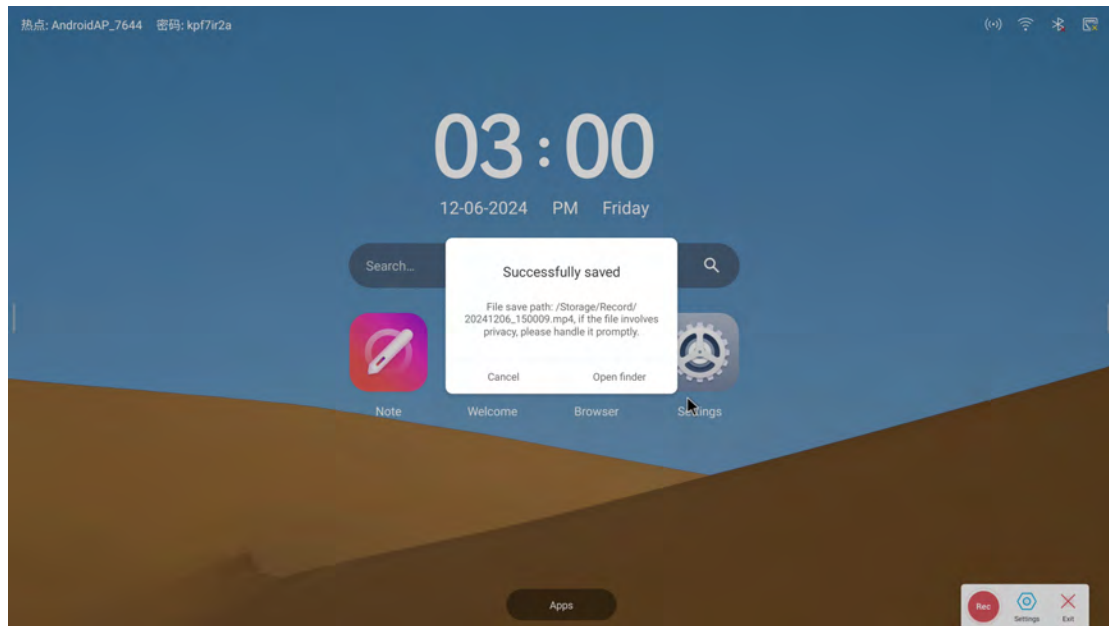 热点: AndroidAP_7644 密码: kpf7ir2a
03:00
12-06-2024 PM Friday
Search...
Successfully saved
File save path: /Storage/Record/
20241206_150009.mp4, if the file involves
privacy, please handle it promptly.
Cancel Open finder
Note Welcome Browser Settings
Apps
Rec Settings Exit